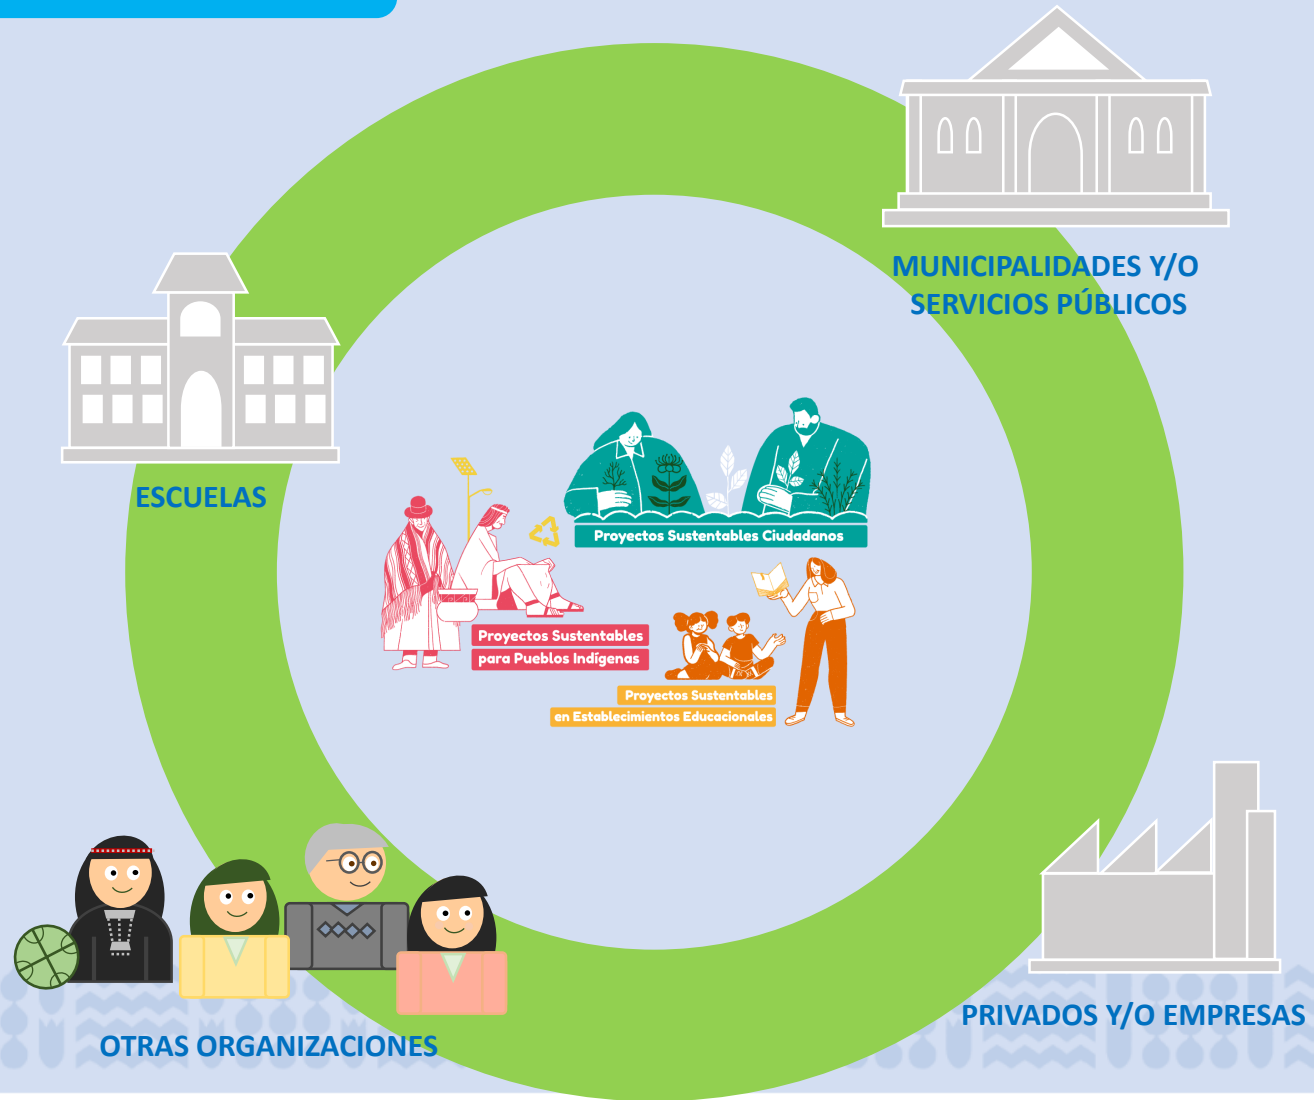 MUNICIPALIDADES Y/O
SERVICIOS PÚBLICOS
ESCUELAS
Proyectos Sustentables Ciudadanos
Proyectos Sustentables
para Pueblos Indígenas
Proyectos Sustentables
en Establecimientos Educacionales
PRIVADOS Y/O EMPRESAS
OTRAS ORGANIZACIONES